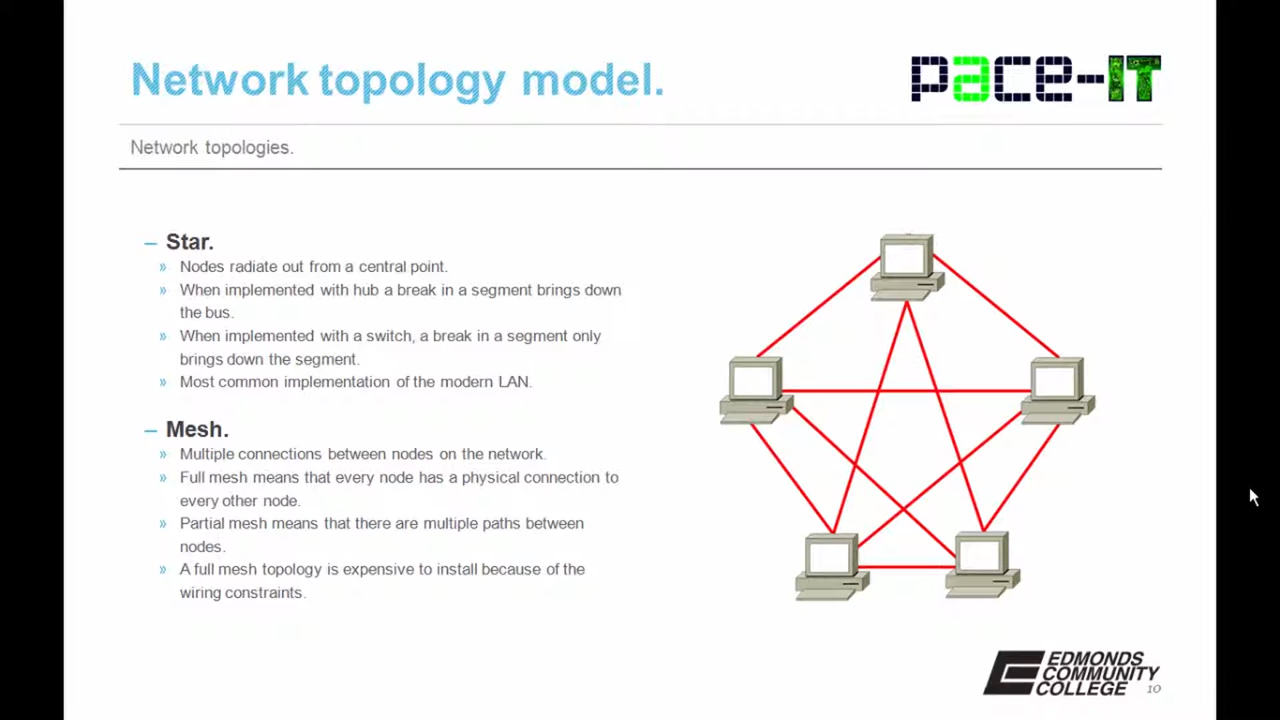 Network topology model.
pace-IT
Network topologies.
– Star.
» Nodes radiate out from a central point.
» When implemented with hub a break in a segment brings down
the bus.
» When implemented with a switch, a break in a segment only
brings down the segment.
» Most common implementation of the modern LAN.
– Mesh.
» Multiple connections between nodes on the network.
» Full mesh means that every node has a physical connection to
every other node.
» Partial mesh means that there are multiple paths between
nodes.
» A full mesh topology is expensive to install because of the
wiring constraints.
EDMONDS
COMMUNITY
COLLEGE 10